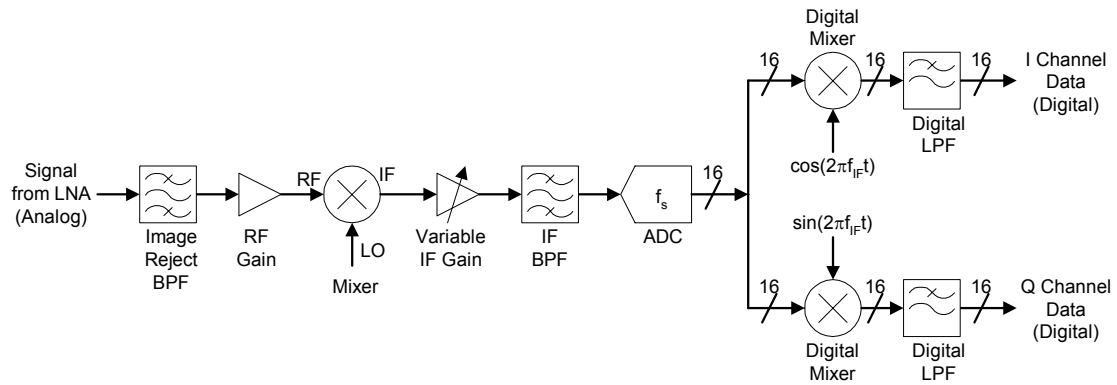 Signal
from LNA
(Analog)
Image
Reject
BPF
RF
Gain
RF
IF
LO
Mixer
Variable
IF Gain
IF
BPF
fs
ADC
16
16
Digital
Mixer
16
16
I Channel
Data
(Digital)
Digital
LPF
cos(2πfIFt)
sin(2πfIFt)
16
16
16
Q Channel
Data
(Digital)
Digital
Mixer
Digital
LPF